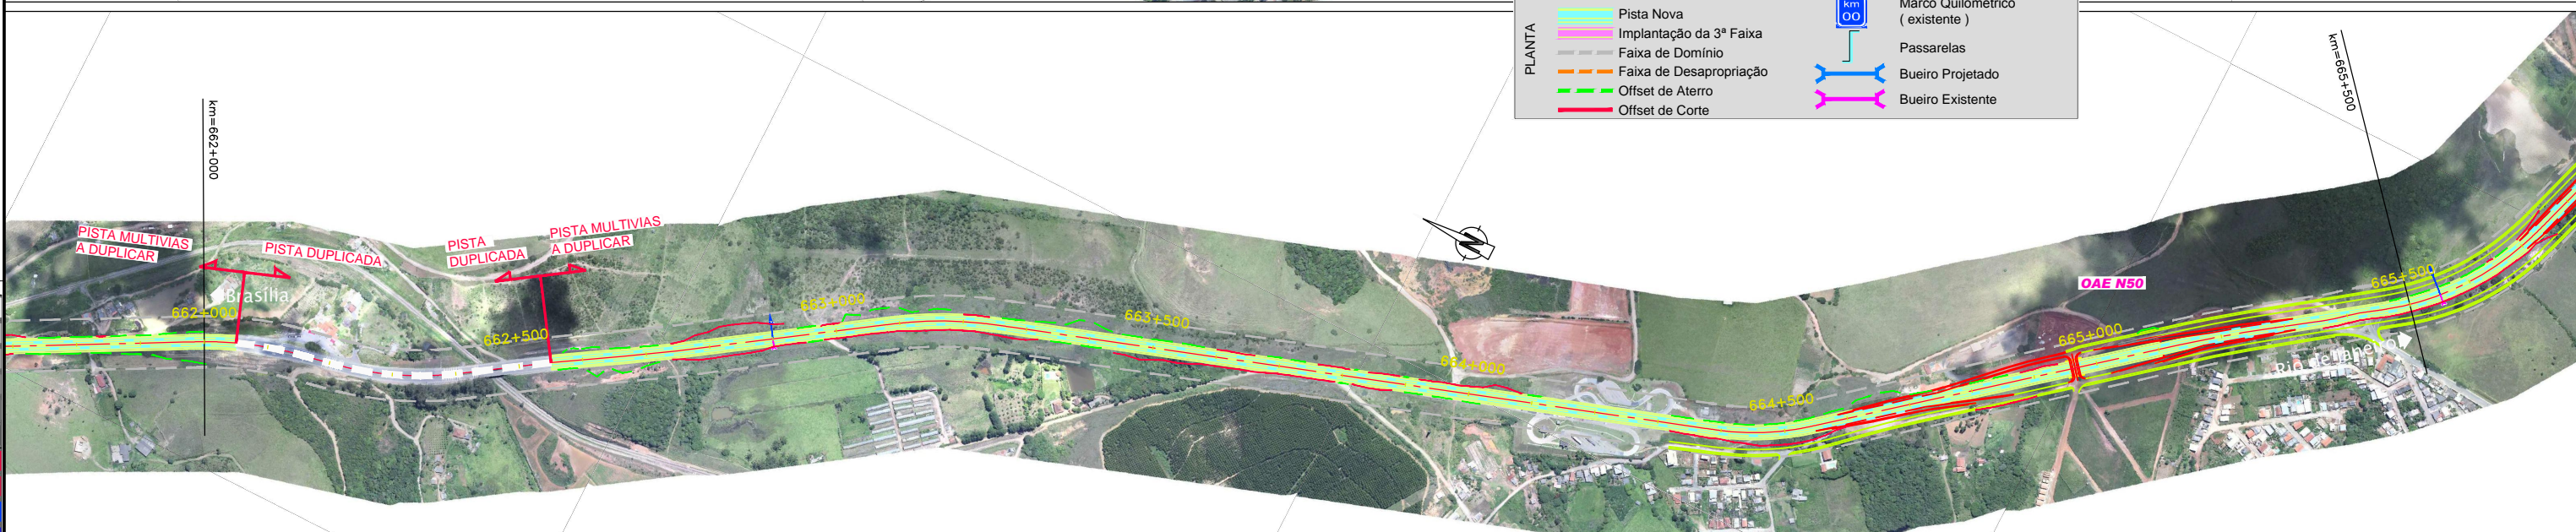 PLANTA
Pista Nova
Implantação da 3ª Faixa
Faixa de Domínio
Faixa de Desapropriação
Offset de Aterro
Offset de Corte
km
00
Marco Quilométrico
( existente )
Passarelas
Bueiro Projetado
Bueiro Existente
km=662+000
km=665+500
PISTA MULTIVIAS
A DUPLICAR
PISTA DUPLICADA
PISTA
DUPLICADA
PISTA MULTIVIAS
A DUPLICAR
Brasília
662+000
662+500
663+000
663+500
664+000
664+500
665+000
665+500
N
OAE N50
Rio de Janeiro